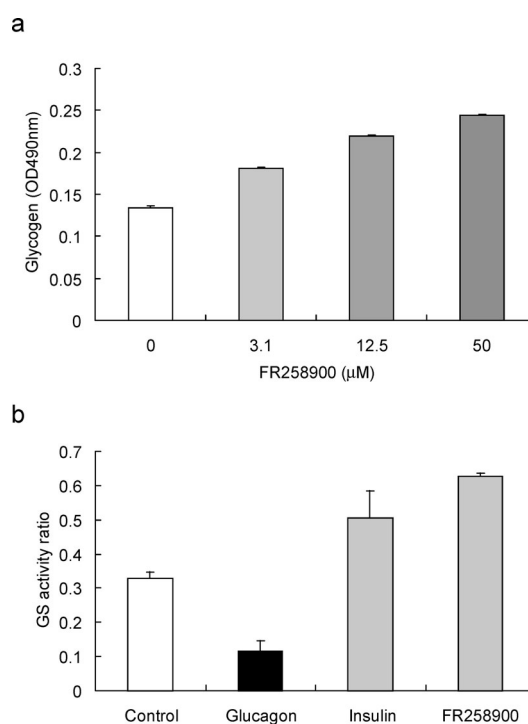 a
0.3
0.25
0.2
0.15
0.1
0.05
0
Glycogen (OD490nm)
0 3.1 12.5 50
FR258900 (μM)
b
0.7
0.6
0.5
0.4
0.3
0.2
0.1
0
GS activity ratio
Control Glucagon Insulin FR258900